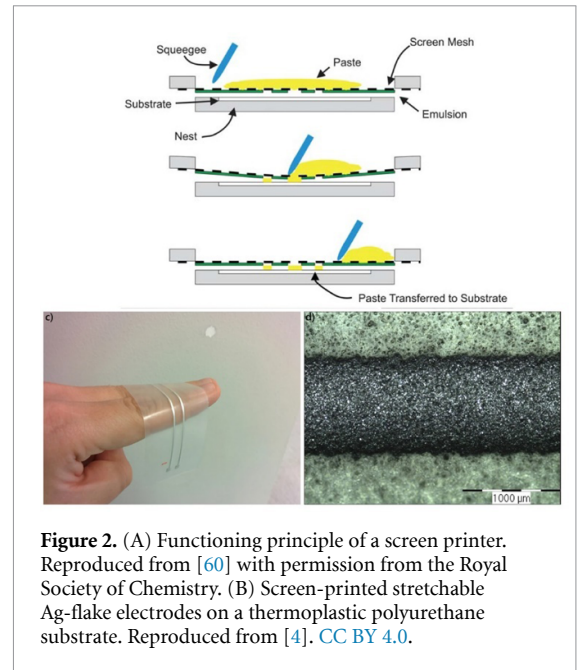 Squeegee
Paste
Screen Mesh
Substrate
Emulsion
Nest
Paste Transferred to Substrate
c)
d)
1000 µm
Figure 2. (A) Functioning principle of a screen printer.
Reproduced from [60] with permission from the Royal
Society of Chemistry. (B) Screen-printed stretchable
Ag-flake electrodes on a thermoplastic polyurethane
substrate. Reproduced from [4]. CC BY 4.0.